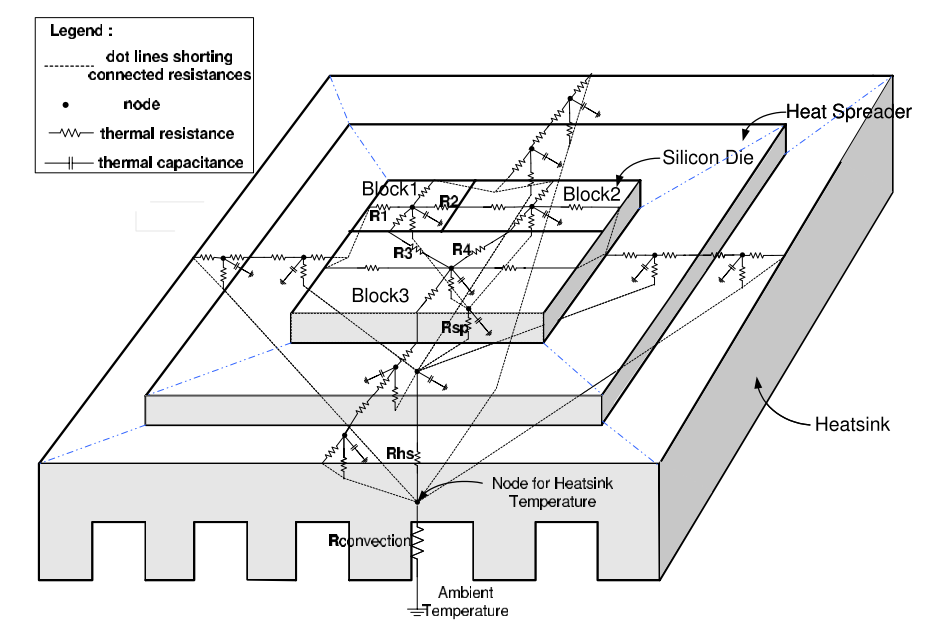 Legend :
dot lines shorting
connected resistances
node
thermal resistance
thermal capacitance
Heat Spreader
Silicon Die
Block1
Block2
R1
R2
R3
R4
Block3
Rsp
Heatsink
Rhs
Node for Heatsink
Temperature
Rconvection
Ambient
Temperature